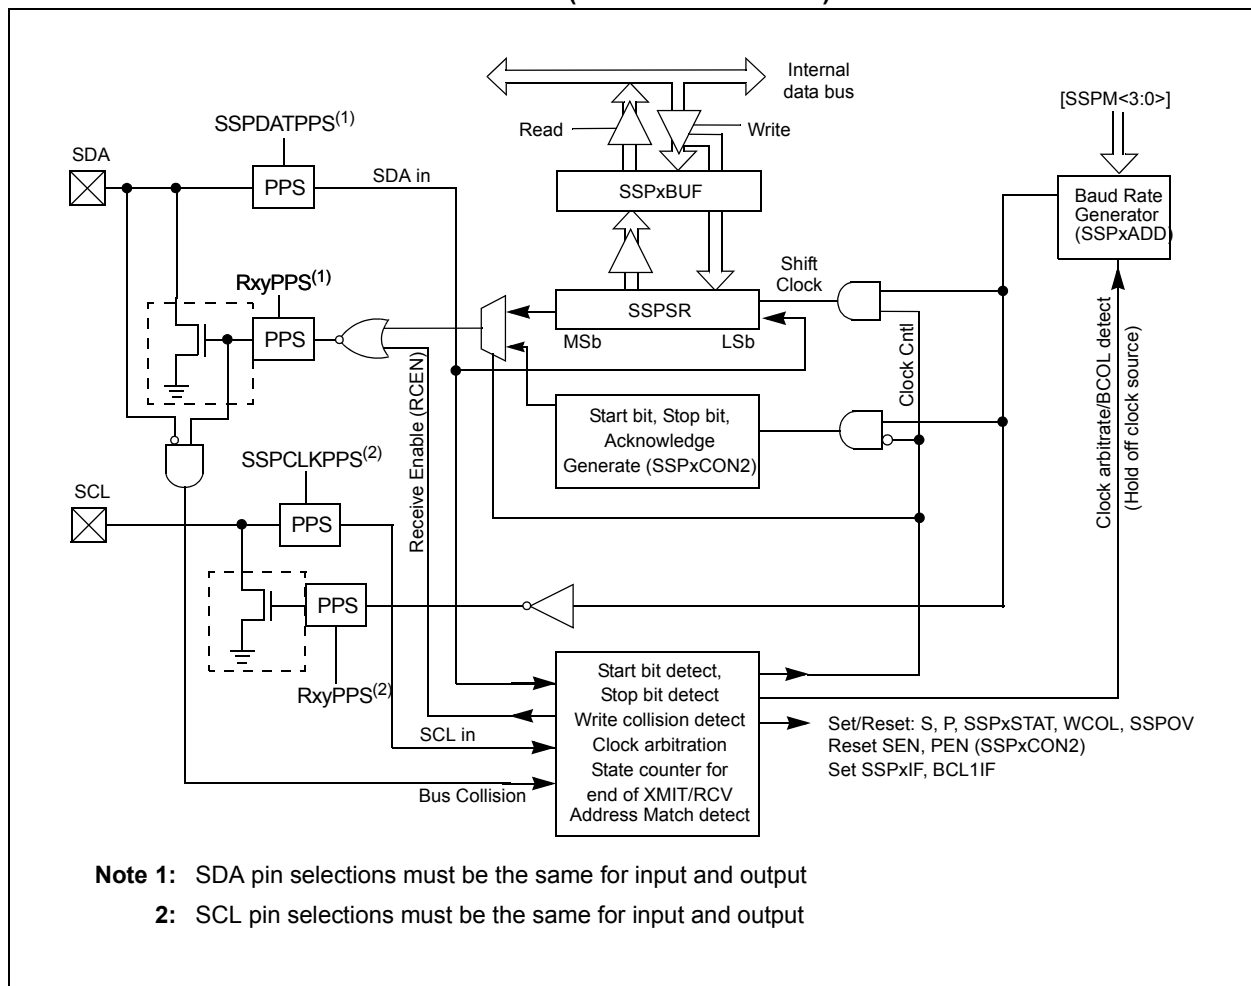 Internal
data bus
[SSPM<3:0>]
SSPDATPPS(1)
Read
Write
SDA
PPS
SDA in
SSPxBUF
Baud Rate
Generator
(SSPxADD)
Shift
Clock
RxyPPS(1)
SSPSR
PPS
MSb
LSb
Clock Cntl
Clock arbitrate/BCOL detect
(Hold off clock source)
Receive Enable (RCEN)
Start bit, Stop bit,
Acknowledge
Generate (SSPxCON2)
SSPCLKPPS(2)
SCL
PPS
PPS
RxyPPS(2)
Start bit detect,
Stop bit detect
Write collision detect
Clock arbitration
State counter for
end of XMIT/RCV
Address Match detect
SCL in
Bus Collision
Set/Reset: S, P, SSPxSTAT, WCOL, SSPOV
Reset SEN, PEN (SSPxCON2)
Set SSPxIF, BCL1IF
Note 1: SDA pin selections must be the same for input and output
2: SCL pin selections must be the same for input and output